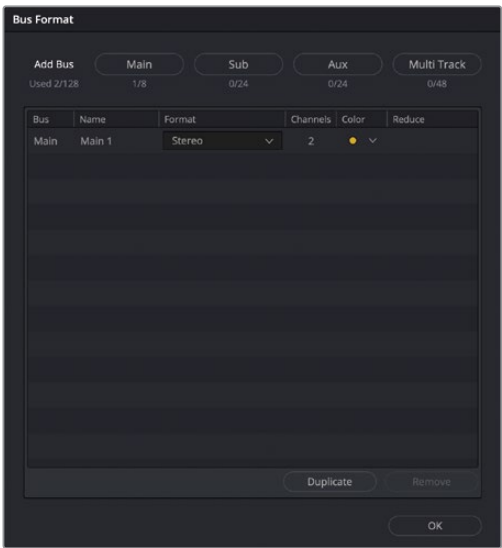 Bus Format
Add Bus Main Sub Aux Multi Track
Used 2/128 1/8 0/24 0/24 0/48
Bus Name Format Channels Color Reduce
Main Main 1 Stereo 2
Duplicate Remove
OK